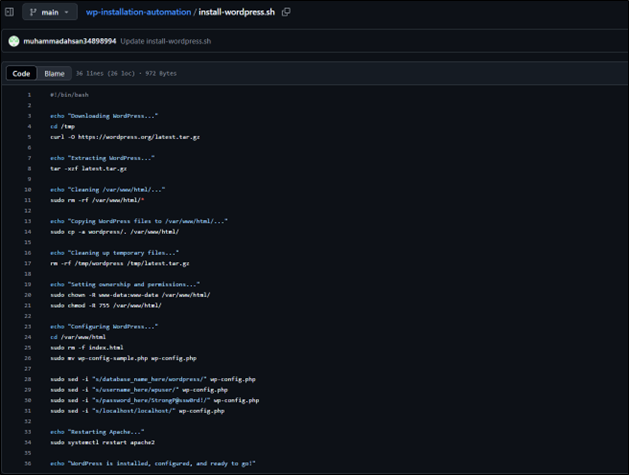 main
wp-installation-automation / install-wordpress.sh
muhammadahsan34898994 Update install-wordpress.sh
Code Blame 36 lines (26 loc) · 972 Bytes
1 #!/bin/bash
2
3 echo "Downloading WordPress..."
4 cd /tmp
5 curl -O https://wordpress.org/latest.tar.gz
6
7 echo "Extracting WordPress..."
8 tar -xzf latest.tar.gz
9
10 echo "Cleaning /var/www/html/..."
11 sudo rm -rf /var/www/html/*
12
13 echo "Copying WordPress files to /var/www/html/..."
14 sudo cp -a wordpress/. /var/www/html/
15
16 echo "Cleaning up temporary files..."
17 rm -rf /tmp/wordpress /tmp/latest.tar.gz
18
19 echo "Setting ownership and permissions..."
20 sudo chown -R www-data:www-data /var/www/html/
21 sudo chmod -R 755 /var/www/html/
22
23 echo "Configuring WordPress..."
24 cd /var/www/html
25 sudo rm -f index.html
26 sudo mv wp-config-sample.php wp-config.php
27
28 sudo sed -i "s/database_name_here/wordpress/" wp-config.php
29 sudo sed -i "s/username_here/wpuser/" wp-config.php
30 sudo sed -i "s/password_here/StrongP@ssw0rd!/" wp-config.php
31 sudo sed -i "s/localhost/localhost/" wp-config.php
32
33 echo "Restarting Apache..."
34 sudo systemctl restart apache2
35
36 echo "WordPress is installed, configured, and ready to go!"